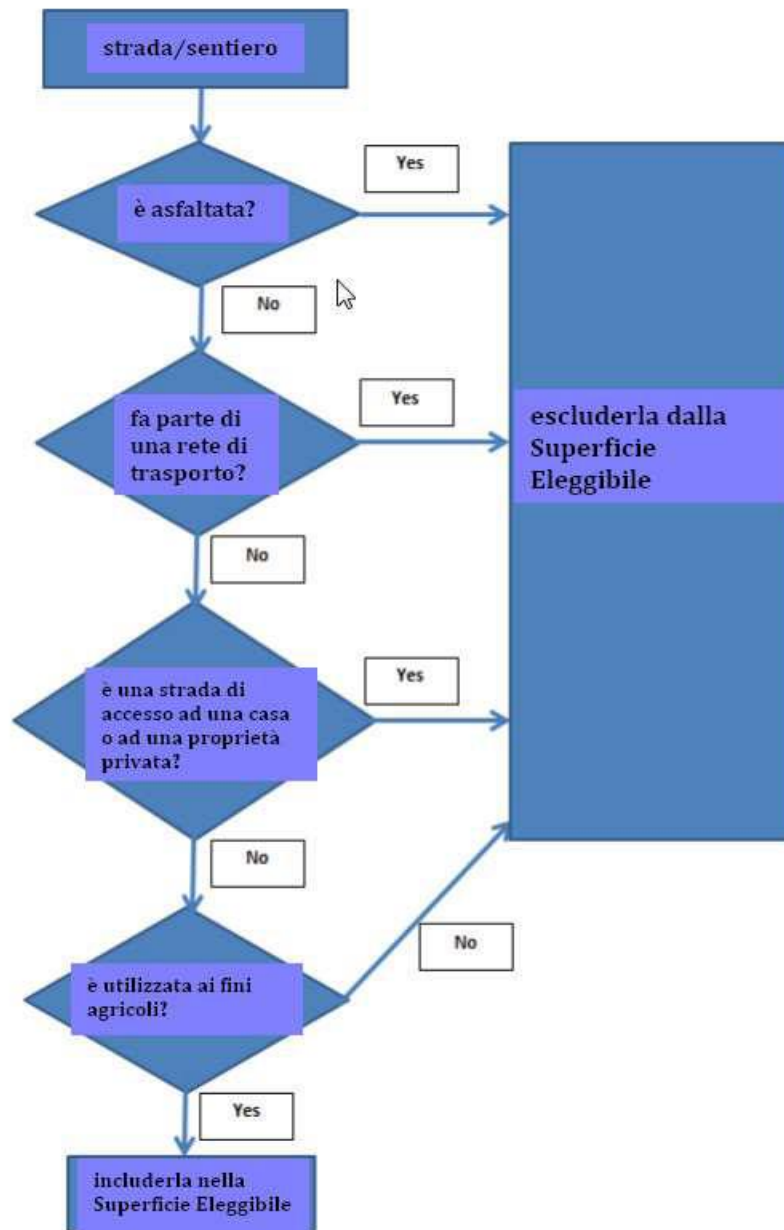 strada/sentiero
Yes
è asfaltata?
No
Yes
fa parte di
una rete di
trasporto?
escluderla dalla
Superficie
Eleggibile
No
Yes
è una strada di
accesso ad una casa
o ad una proprietà
privata?
No
No
è utilizzata ai fini
agricoli?
Yes
includerla nella
Superficie Eleggibile